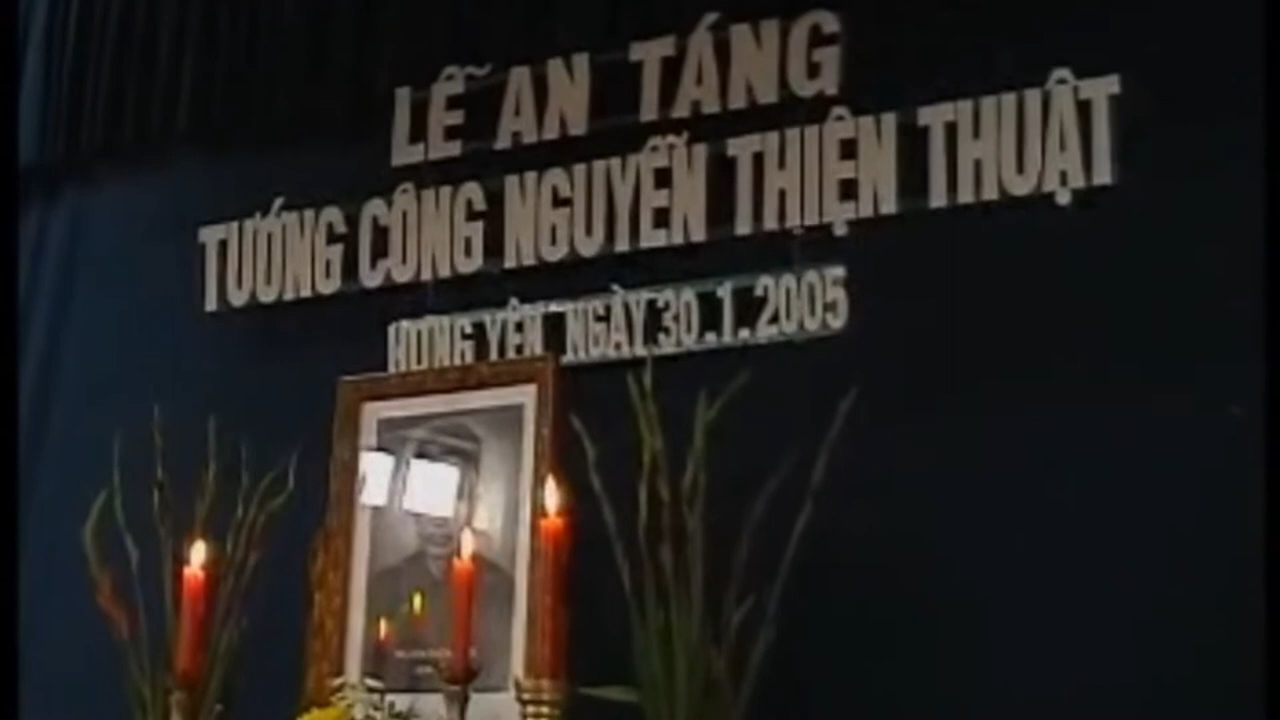 LỄ AN TÁNG
TƯỚNG CÔNG NGUYỄN THIỆN THUẬT
HƯNG YÊN NGÀY 30.1.2005